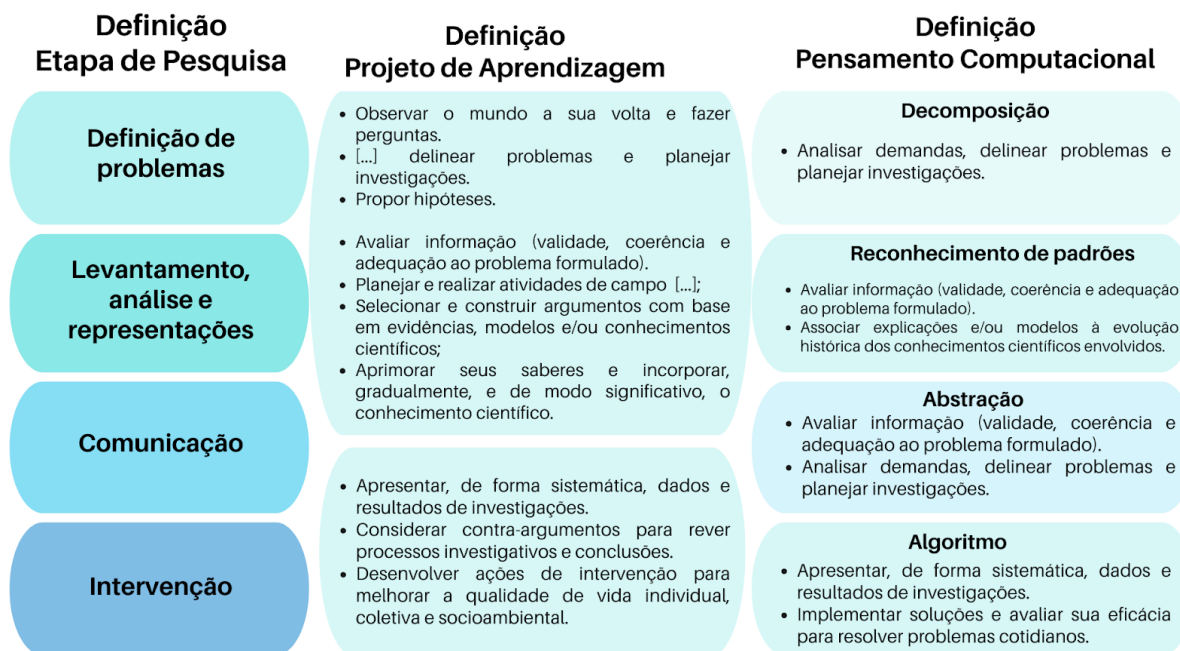 Definição
Etapa de Pesquisa
Definição de
problemas
Levantamento,
análise e
representações
Comunicação
Intervenção
Definição
Projeto de Aprendizagem
• Observar o mundo a sua volta e fazer
perguntas.
• [...] delinear problemas e planejar
investigações.
• Propor hipóteses.
• Avaliar informação (validade, coerência e
adequação ao problema formulado).
• Planejar e realizar atividades de campo [...];
• Selecionar e construir argumentos com base
em evidências, modelos e/ou conhecimentos
científicos;
• Aprimorar seus saberes e incorporar,
gradualmente, e de modo significativo, o
conhecimento científico.
• Apresentar, de forma sistemática, dados e
resultados de investigações.
• Considerar contra-argumentos para rever
processos investigativos e conclusões.
• Desenvolver ações de intervenção para
melhorar a qualidade de vida individual,
coletiva e socioambiental.
Definição
Pensamento Computacional
Decomposição
• Analisar demandas, delinear problemas e
planejar investigações.
Reconhecimento de padrões
• Avaliar informação (validade, coerência e adequação
ao problema formulado).
• Associar explicações e/ou modelos à evolução
histórica dos conhecimentos científicos envolvidos.
Abstração
• Avaliar informação (validade, coerência e
adequação ao problema formulado).
• Analisar demandas, delinear problemas e
planejar investigações.
Algoritmo
• Apresentar, de forma sistemática, dados e
resultados de investigações.
• Implementar soluções e avaliar sua eficácia
para resolver problemas cotidianos.